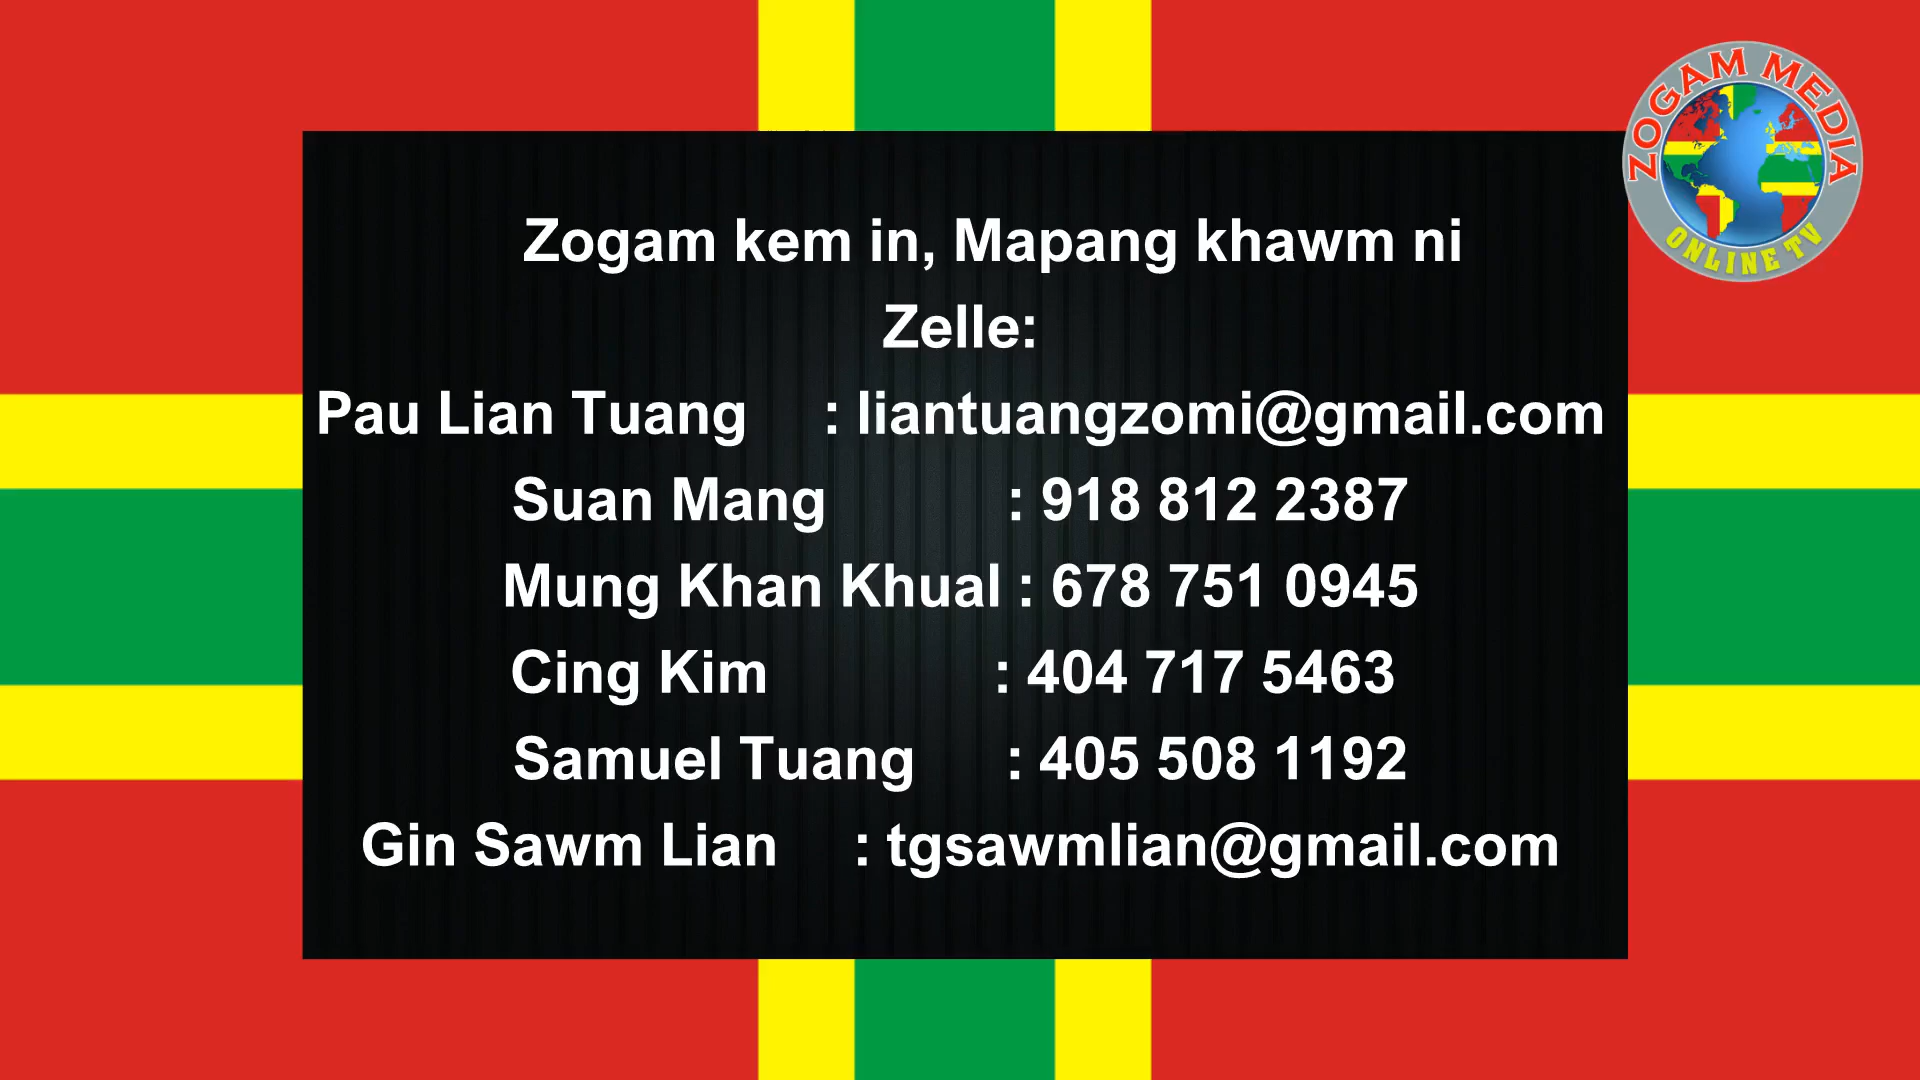 ZOGAM MEDIA
ONLINE TV
Zogam kem in, Mapang khawm ni
Zelle:
Pau Lian Tuang : liantuangzomi@gmail.com
Suan Mang : 918 812 2387
Mung Khan Khual : 678 751 0945
Cing Kim : 404 717 5463
Samuel Tuang : 405 508 1192
Gin Sawm Lian : tgsawmlian@gmail.com